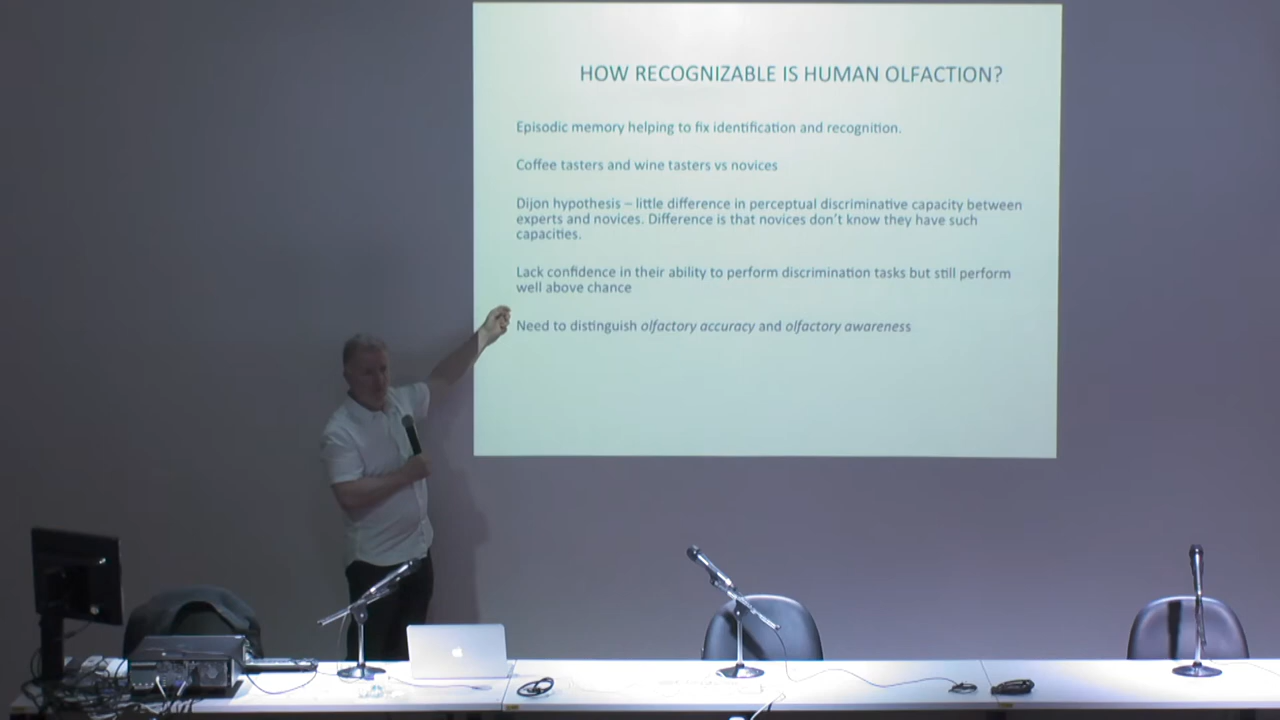 HOW RECOGNIZABLE IS HUMAN OLFACTION?
Episodic memory helping to fix identification and recognition.
Coffee tasters and wine tasters vs novices
Dijon hypothesis – little difference in perceptual discriminative capacity between
experts and novices. Difference is that novices don't know they have such
capacities.
Lack confidence in their ability to perform discrimination tasks but still perform
well above chance
Need to distinguish olfactory accuracy and olfactory awareness